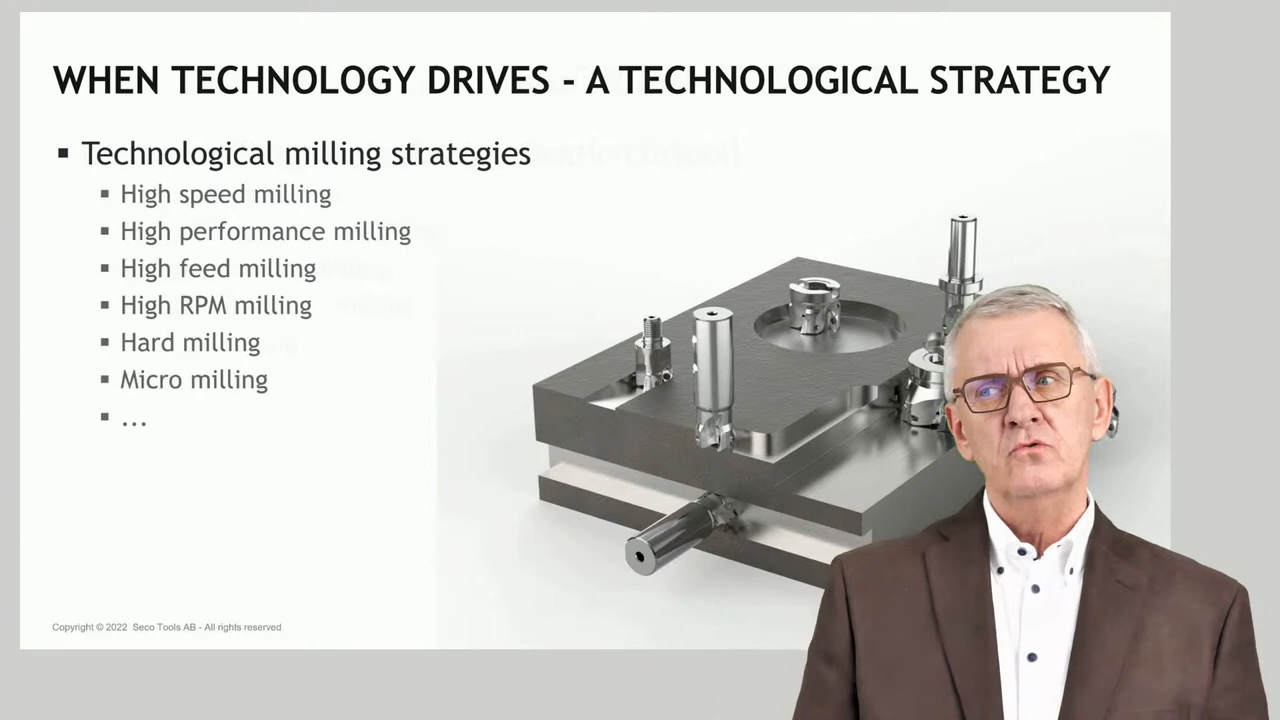 WHEN TECHNOLOGY DRIVES - A TECHNOLOGICAL STRATEGY
▪ Technological milling strategies
▪ High speed milling
▪ High performance milling
▪ High feed milling
▪ High RPM milling
▪ Hard milling
▪ Micro milling
▪ ...
Copyright © 2022 Seco Tools AB - All rights reserved